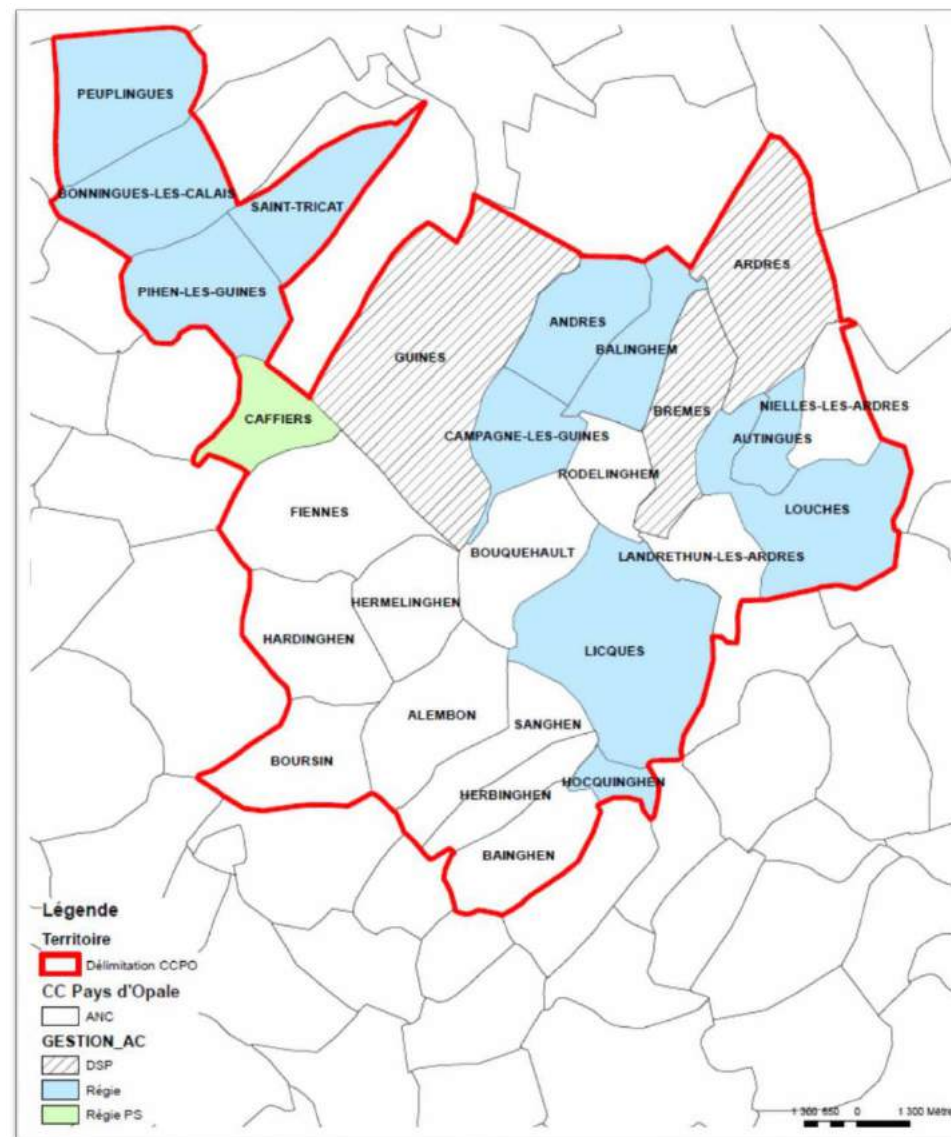 PEUPLINGUES
BONNINGUES-LES-CALAIS
SAINT-TRICAT
PIHEN-LES-GUINES
ARDRES
ANDRES
GUINES
BALINGHEM
CAFFIERS
BREMES
NIELLES-LES-ARDRES
CAMPAGNE-LES-GUINES
AUTINGUES
RODELINGHEM
FIENNES
LOUCHES
BOUQUEHAULT
LANDRETHUN-LES-ARDRES
HERMELINGHEN
HARDINGHEN
LICQUES
ALEMBON
SANGHEN
BOURSIN
HOCQUINGHEN
HERBINGHEN
BAINGHEN
Légende
Territoire
Délimitation CCPO
CC Pays d'Opale
ANC
GESTION_AC
DSP
Régie
Régie PS
1 300 650 0 1 300 Mètre